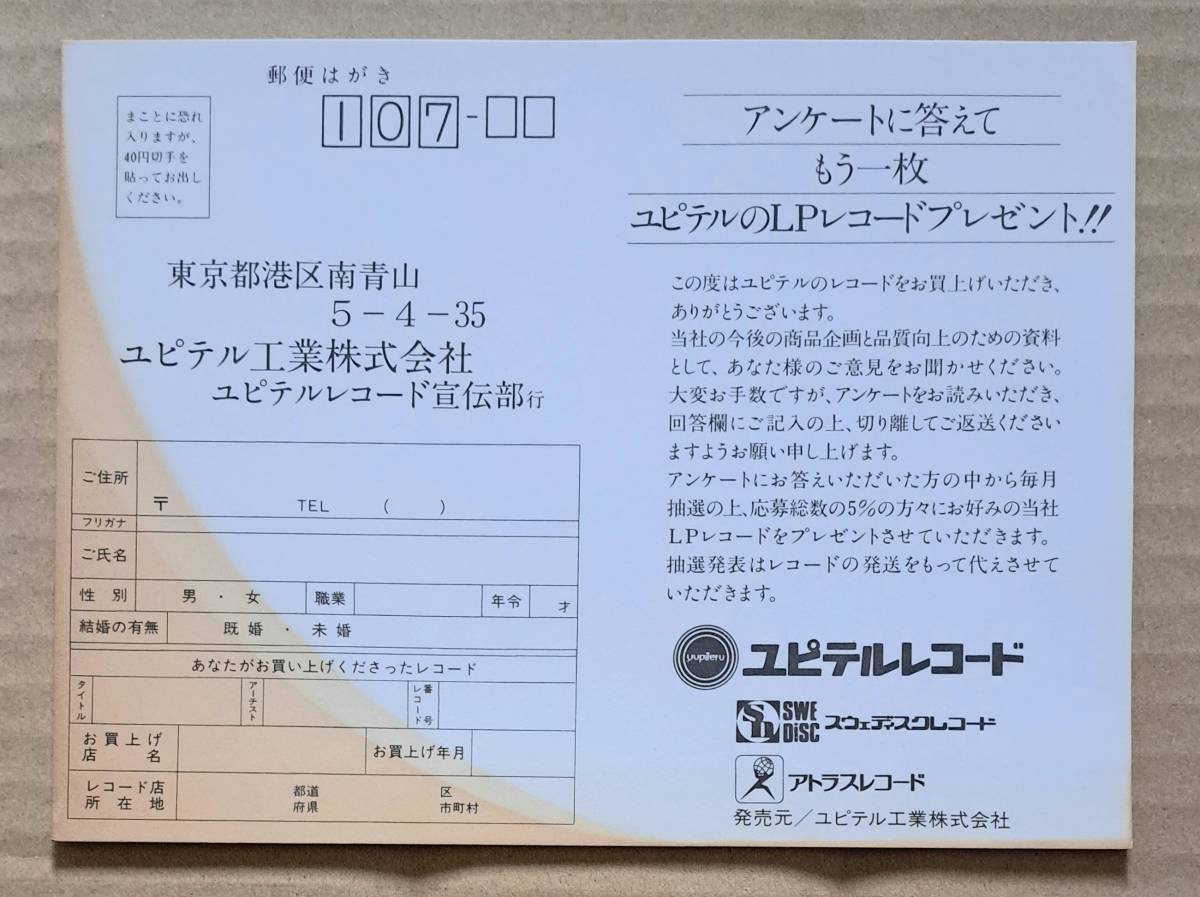 郵便はがき
107-□□
まことに恐れ
入りますが、
40円切手を
貼ってお出し
ください。
東京都港区南青山
5-4-35
ユピテル工業株式会社
ユピテルレコード宣伝部行
ご住所
〒 TEL ( )
フリガナ
ご氏名
性別 男・女 職業 年令 才
結婚の有無 既婚・未婚
あなたがお買い上げくださったレコード
タイトル アーチスト レコード番号
お買上げ店名 お買上げ年月
レコード店所在地 都道府県 区市町村
アンケートに答えて
もう一枚
ユピテルのLPレコードプレゼント!!
この度はユピテルのレコードをお買上げいただき、
ありがとうございます。
当社の今後の商品企画と品質向上のための資料
として、あなた様のご意見をお聞かせください。
大変お手数ですが、アンケートをお読みいただき、
回答欄にご記入の上、切り離してご返送ください
ますようお願い申し上げます。
アンケートにお答えいただいた方の中から毎月
抽選の上、応募総数の5%の方々にお好みの当社
LPレコードをプレゼントさせていただきます。
抽選発表はレコードの発送をもって代えさせて
いただきます。
yupiteru ユピテルレコード
SD SWE DISC スウェディスクレコード
アトラスレコード
発売元/ユピテル工業株式会社